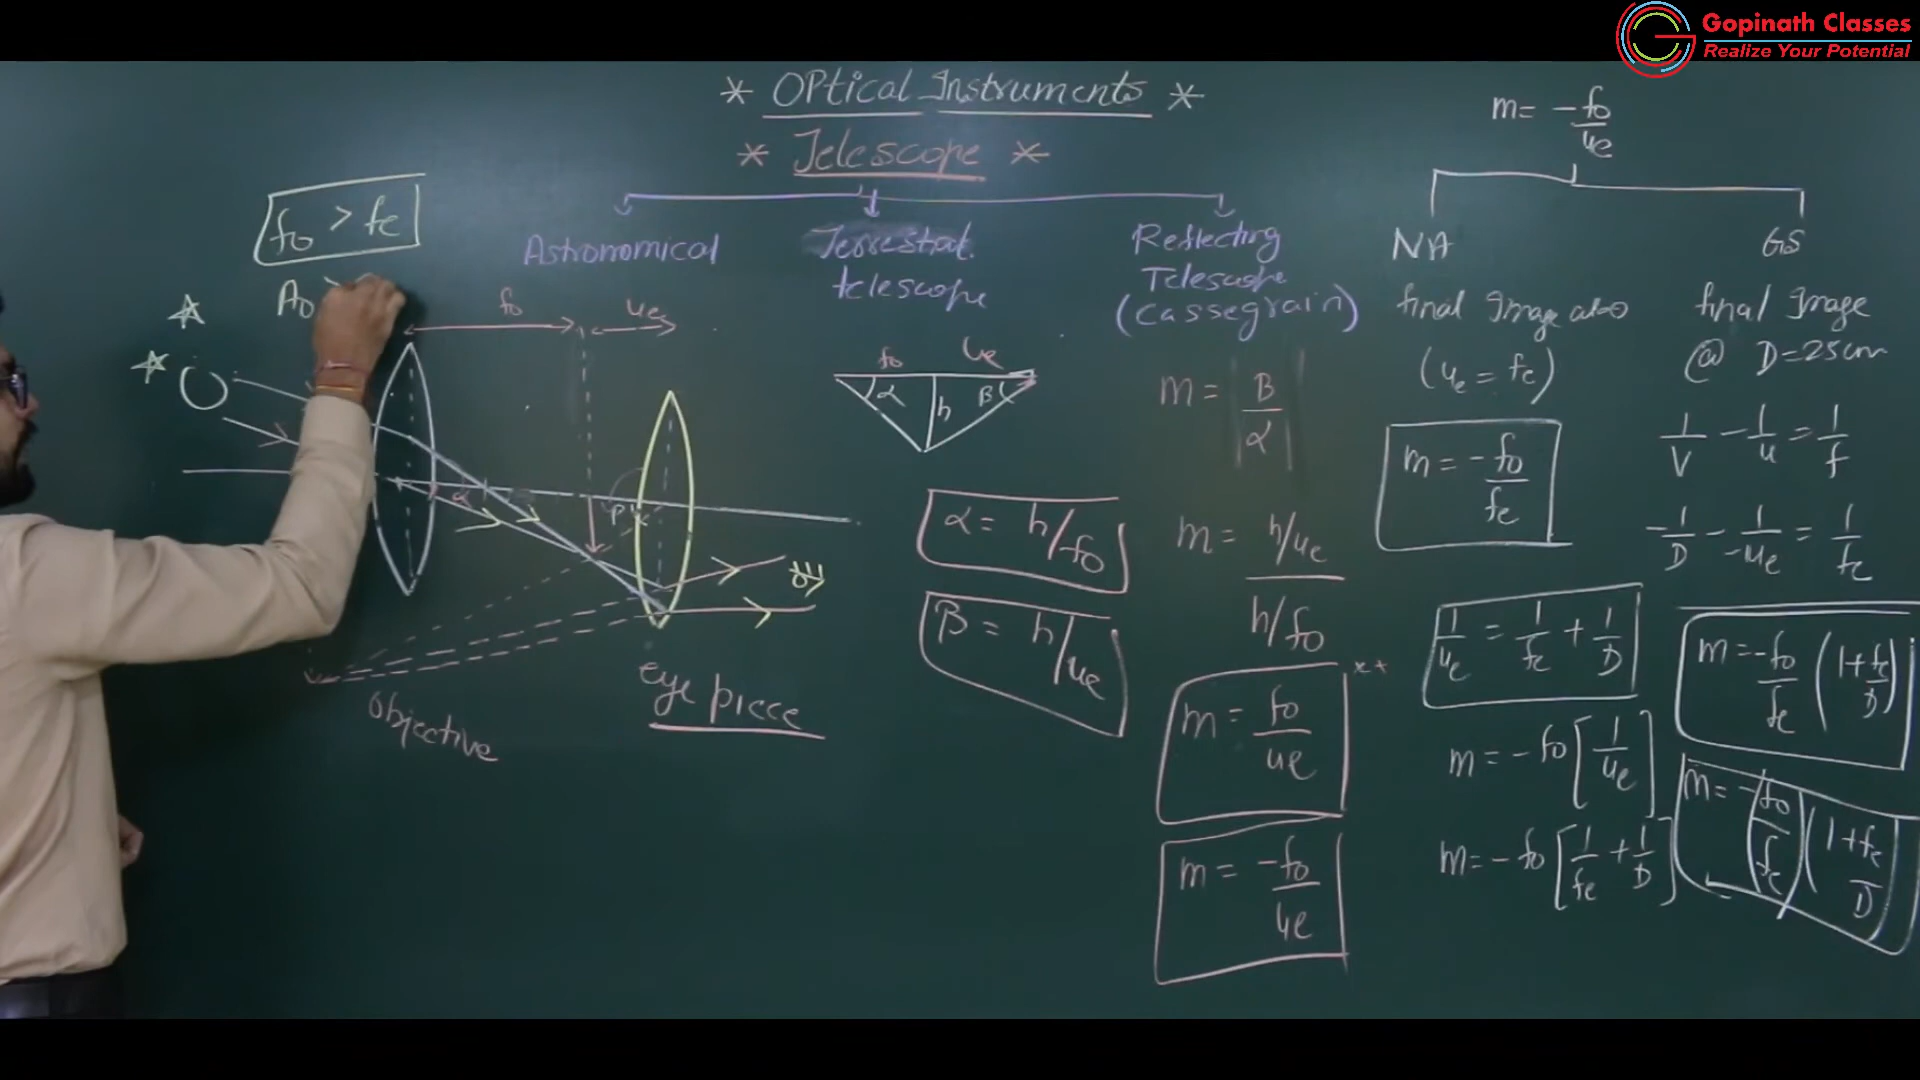 Gopinath Classes
Realize Your Potential
* OPtical Instruments *
* Telescope *
Astronomical
Terrestrial telescope
Reflecting Telescope (Cassegrain)
fo > fe
Ao >
fo
ue
α
β
Objective
eye piece
fo
ue
α
h
β
α = h/fo
β = h/ue
m = |β/α|
m = h/ue / h/fo
m = fo/ue
m = -fo/ue
m = -fo/ue
NA
final Image at ∞
(ue = fe)
m = -fo/fe
GS
final Image
@ D=25cm
1/v - 1/u = 1/f
-1/D - 1/-ue = 1/fe
1/ue = 1/fe + 1/D
m = -fo [1/ue]
m = -fo [1/fe + 1/D]
m = -fo/fe (1+fe/D)
m = -fo/fe (1+fe/D)